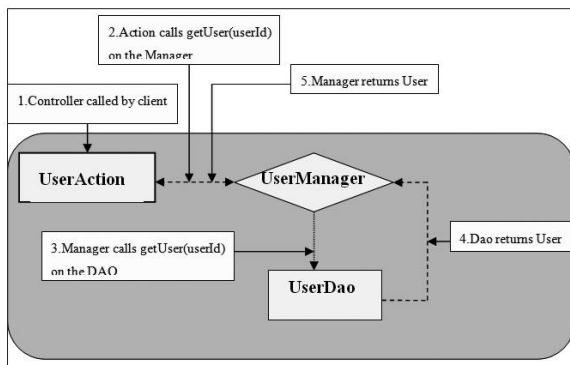 2.Action calls getUser(userId)
on the Manager
5.Manager returns User
1.Controller called by client
UserAction
UserManager
3.Manager calls getUser(userId)
on the DAO
4.Dao returns User
UserDao